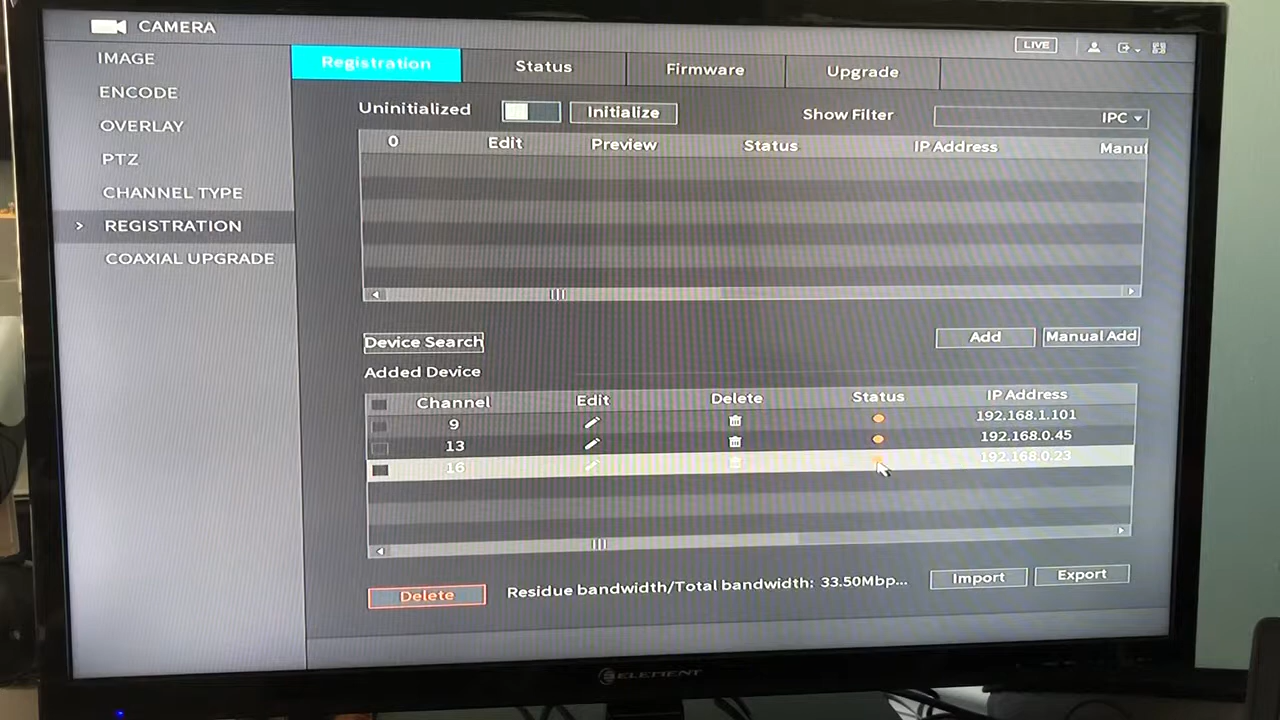 CAMERA
LIVE
IMAGE
ENCODE
OVERLAY
PTZ
CHANNEL TYPE
> REGISTRATION
COAXIAL UPGRADE
Registration Status Firmware Upgrade
Uninitialized Initialize Show Filter IPC
0 Edit Preview Status IP Address Manuf
Device Search Add Manual Add
Added Device
Channel Edit Delete Status IP Address
9 192.168.1.101
13 192.168.0.45
16 192.168.0.23
Delete Residue bandwidth/Total bandwidth: 33.50Mbp... Import Export
ELEMENT